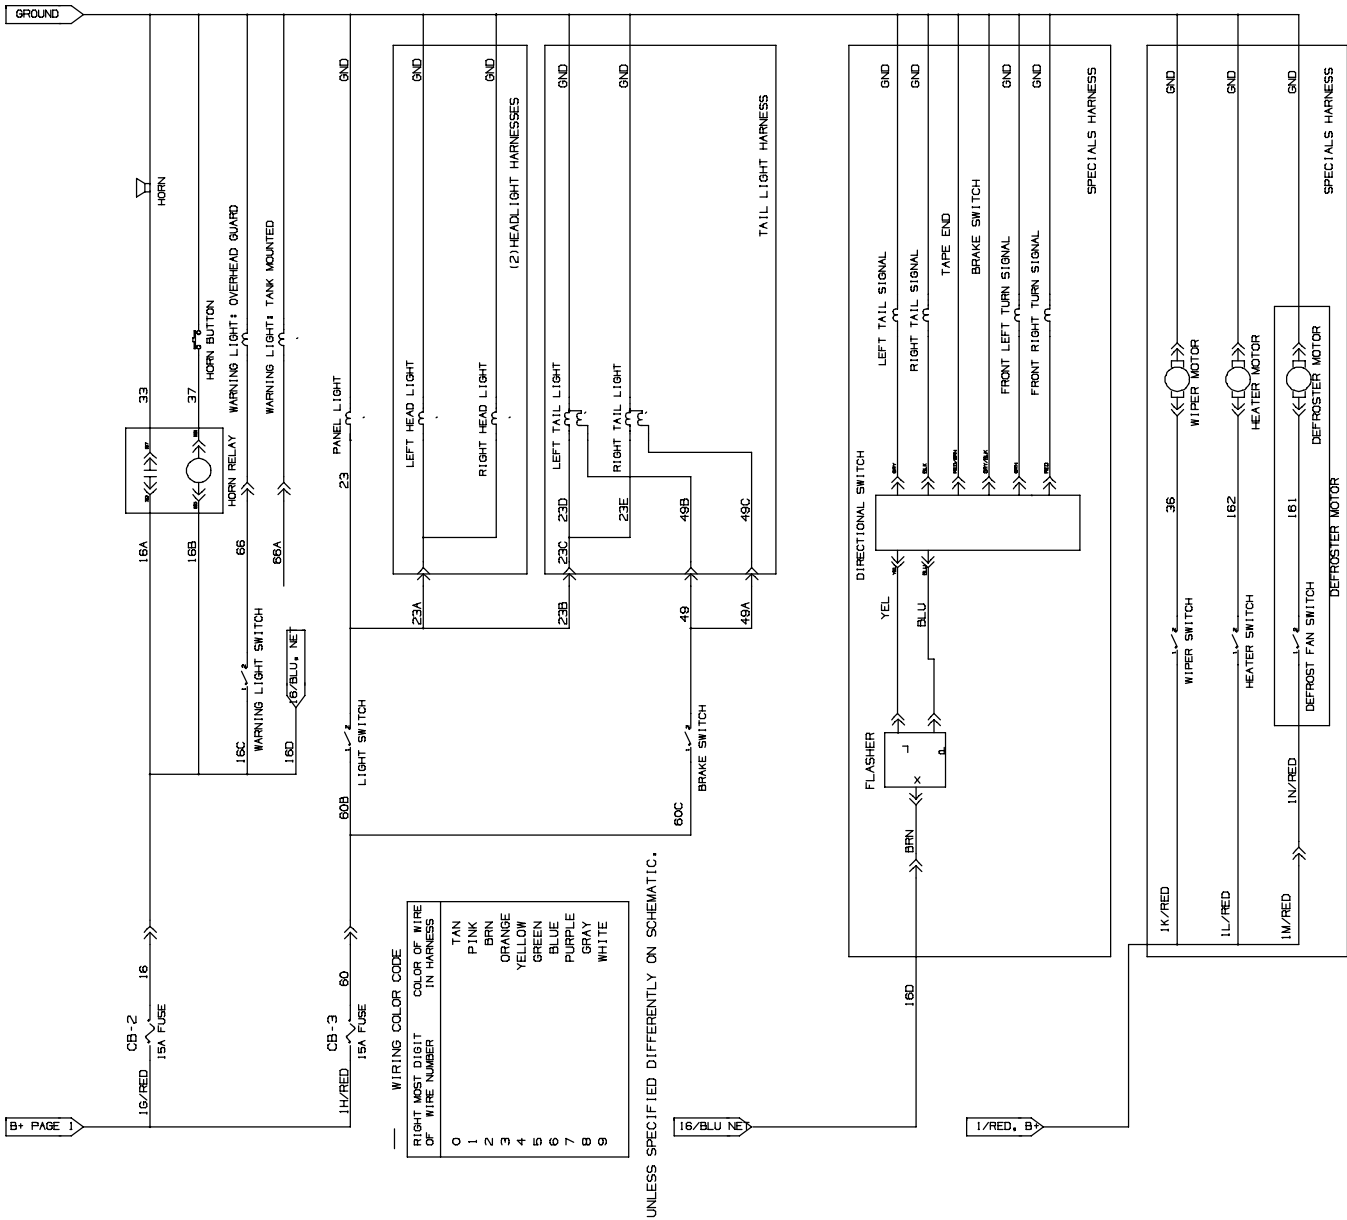 GROUND
B+ PAGE 1
1G/RED
CB-2
15A FUSE
16
16A
33
HORN
16B
37
HORN BUTTON
HORN RELAY
16C
WARNING LIGHT SWITCH
66
WARNING LIGHT: OVERHEAD GUARD
16D
16/BLU, NET
66A
WARNING LIGHT: TANK MOUNTED
1H/RED
CB-3
15A FUSE
60
60B
LIGHT SWITCH
23
PANEL LIGHT
GND
23A
LEFT HEAD LIGHT
GND
RIGHT HEAD LIGHT
GND
(2)HEADLIGHT HARNESSES
23B
23C
23D
LEFT TAIL LIGHT
GND
23E
RIGHT TAIL LIGHT
GND
60C
BRAKE SWITCH
49
49B
49A
49C
TAIL LIGHT HARNESS
WIRING COLOR CODE
RIGHT MOST DIGIT
OF WIRE NUMBER
COLOR OF WIRE
IN HARNESS
0 TAN
1 PINK
2 BRN
3 ORANGE
4 YELLOW
5 GREEN
6 BLUE
7 PURPLE
8 GRAY
9 WHITE
UNLESS SPECIFIED DIFFERENTLY ON SCHEMATIC.
16/BLU NET
16D
BRN
FLASHER
X
L
P
YEL
YEL
BLU
BLU
DIRECTIONAL SWITCH
GRY
LEFT TAIL SIGNAL
GND
BLK
RIGHT TAIL SIGNAL
GND
RED/BRN
TAPE END
GRY/BLK
BRAKE SWITCH
GRN
FRONT LEFT TURN SIGNAL
GND
RED
FRONT RIGHT TURN SIGNAL
GND
SPECIALS HARNESS
1/RED, B+
1K/RED
WIPER SWITCH
36
WIPER MOTOR
GND
1L/RED
HEATER SWITCH
162
HEATER MOTOR
GND
1M/RED
1N/RED
DEFROST FAN SWITCH
161
DEFROSTER MOTOR
GND
DEFROSTER MOTOR
SPECIALS HARNESS